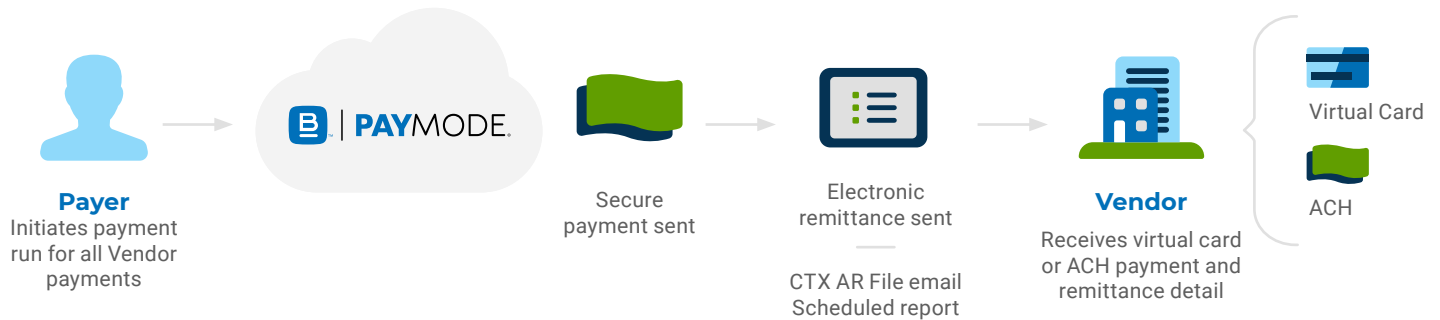 Payer
Initiates payment
run for all Vendor
payments
B | PAYMODE®
Secure
payment sent
Electronic
remittance sent
CTX AR File email
Scheduled report
Vendor
Receives virtual card
or ACH payment and
remittance detail
Virtual Card
ACH